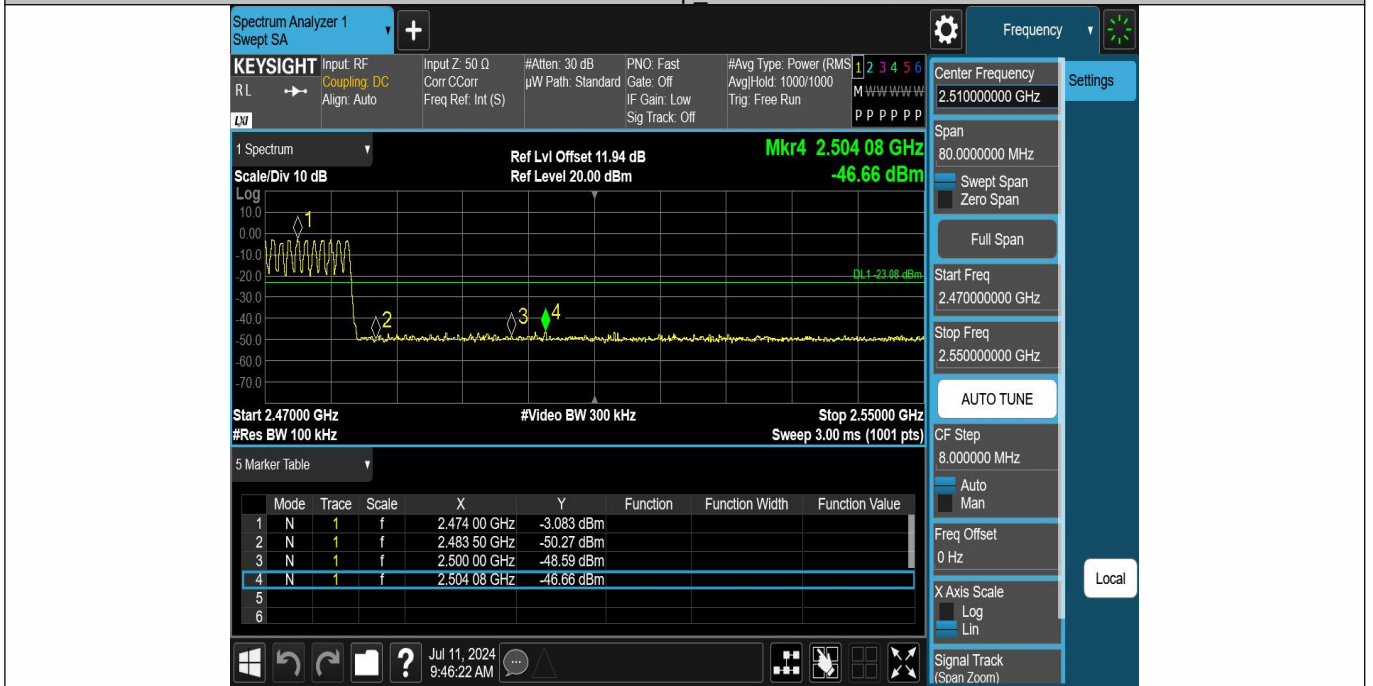 Spectrum Analyzer 1
Swept SA
+
Frequency
KEYSIGHT
RL
LXI
Input: RF
Coupling: DC
Align: Auto
Input Z: 50 Ω
Corr CCorr
Freq Ref: Int (S)
#Atten: 30 dB
µW Path: Standard
PNO: Fast
Gate: Off
IF Gain: Low
Sig Track: Off
#Avg Type: Power (RMS
Avg|Hold: 1000/1000
Trig: Free Run
1 2 3 4 5 6
M W W W W W
P P P P P P
1 Spectrum
Scale/Div 10 dB
Ref Lvl Offset 11.94 dB
Ref Level 20.00 dBm
Mkr4 2.504 08 GHz
-46.66 dBm
Log
10.0
0.00
-10.0
-20.0
-30.0
-40.0
-50.0
-60.0
-70.0
1
2
3
4
DL1 -23.08 dBm
Start 2.47000 GHz
#Video BW 300 kHz
Stop 2.55000 GHz
#Res BW 100 kHz
Sweep 3.00 ms (1001 pts)
5 Marker Table
Mode Trace Scale X Y Function Function Width Function Value
1 N 1 f 2.474 00 GHz -3.083 dBm
2 N 1 f 2.483 50 GHz -50.27 dBm
3 N 1 f 2.500 00 GHz -48.59 dBm
4 N 1 f 2.504 08 GHz -46.66 dBm
5
6
?
Jul 11, 2024
9:46:22 AM
Center Frequency
2.510000000 GHz
Settings
Span
80.0000000 MHz
Swept Span
Zero Span
Full Span
Start Freq
2.470000000 GHz
Stop Freq
2.550000000 GHz
AUTO TUNE
CF Step
8.000000 MHz
Auto
Man
Freq Offset
0 Hz
X Axis Scale
Log
Lin
Local
Signal Track
(Span Zoom)